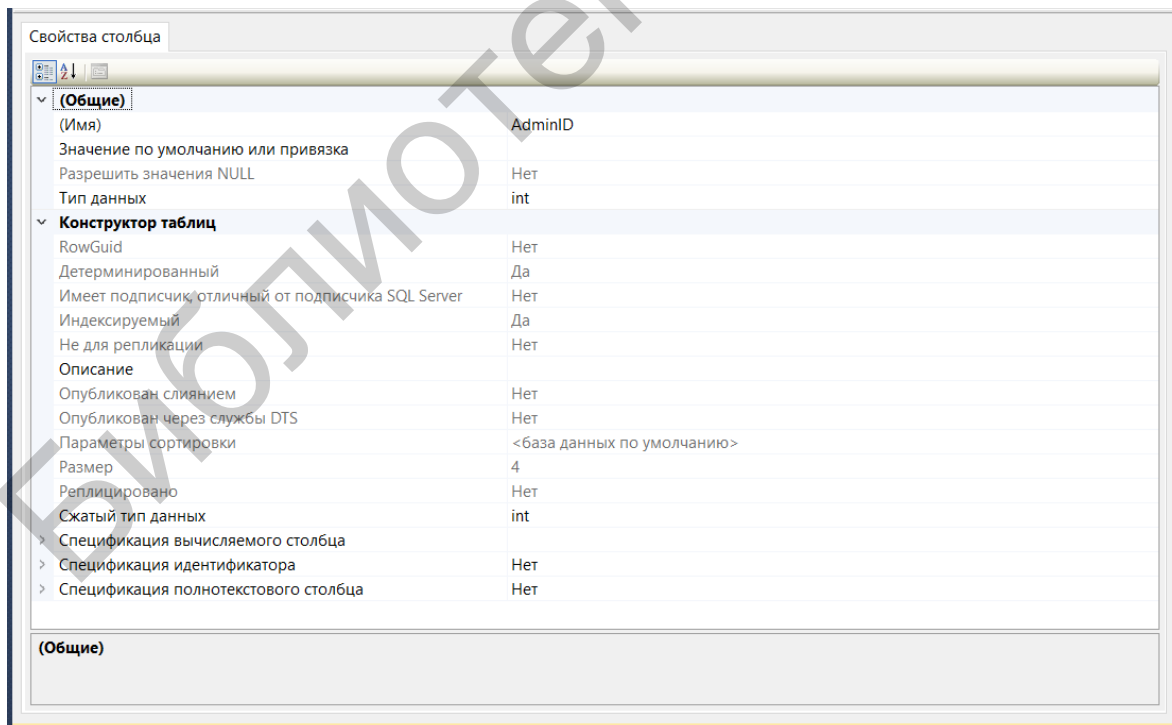 Свойства столбца
(Общие)
(Имя) AdminID
Значение по умолчанию или привязка
Разрешить значения NULL Нет
Тип данных int
Конструктор таблиц
RowGuid Нет
Детерминированный Да
Имеет подписчик, отличный от подписчика SQL Server Нет
Индексируемый Да
Не для репликации Нет
Описание
Опубликован слиянием Нет
Опубликован через службы DTS Нет
Параметры сортировки <база данных по умолчанию>
Размер 4
Реплицировано Нет
Сжатый тип данных int
Спецификация вычисляемого столбца
Спецификация идентификатора Нет
Спецификация полнотекстового столбца Нет
(Общие)